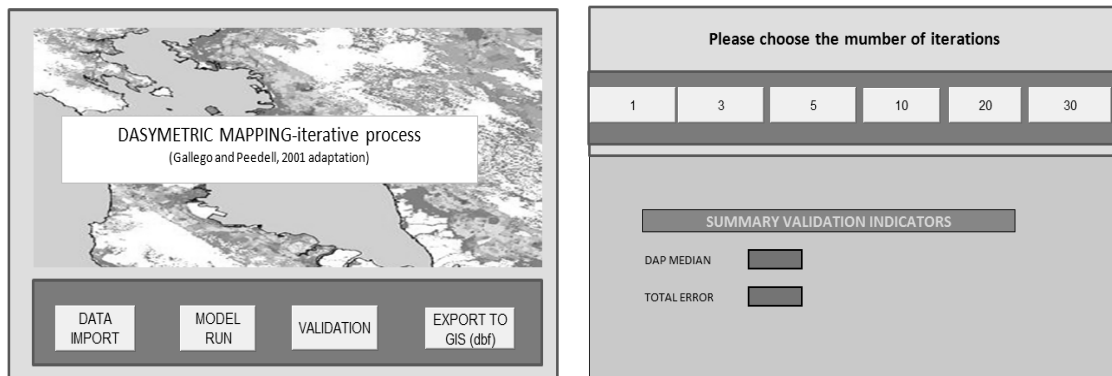 DASYMETRIC MAPPING-iterative process
(Gallego and Peedell, 2001 adaptation)
DATA
IMPORT
MODEL
RUN
VALIDATION
EXPORT TO
GIS (dbf)
Please choose the mumber of iterations
1
3
5
10
20
30
SUMMARY VALIDATION INDICATORS
DAP MEDIAN
TOTAL ERROR